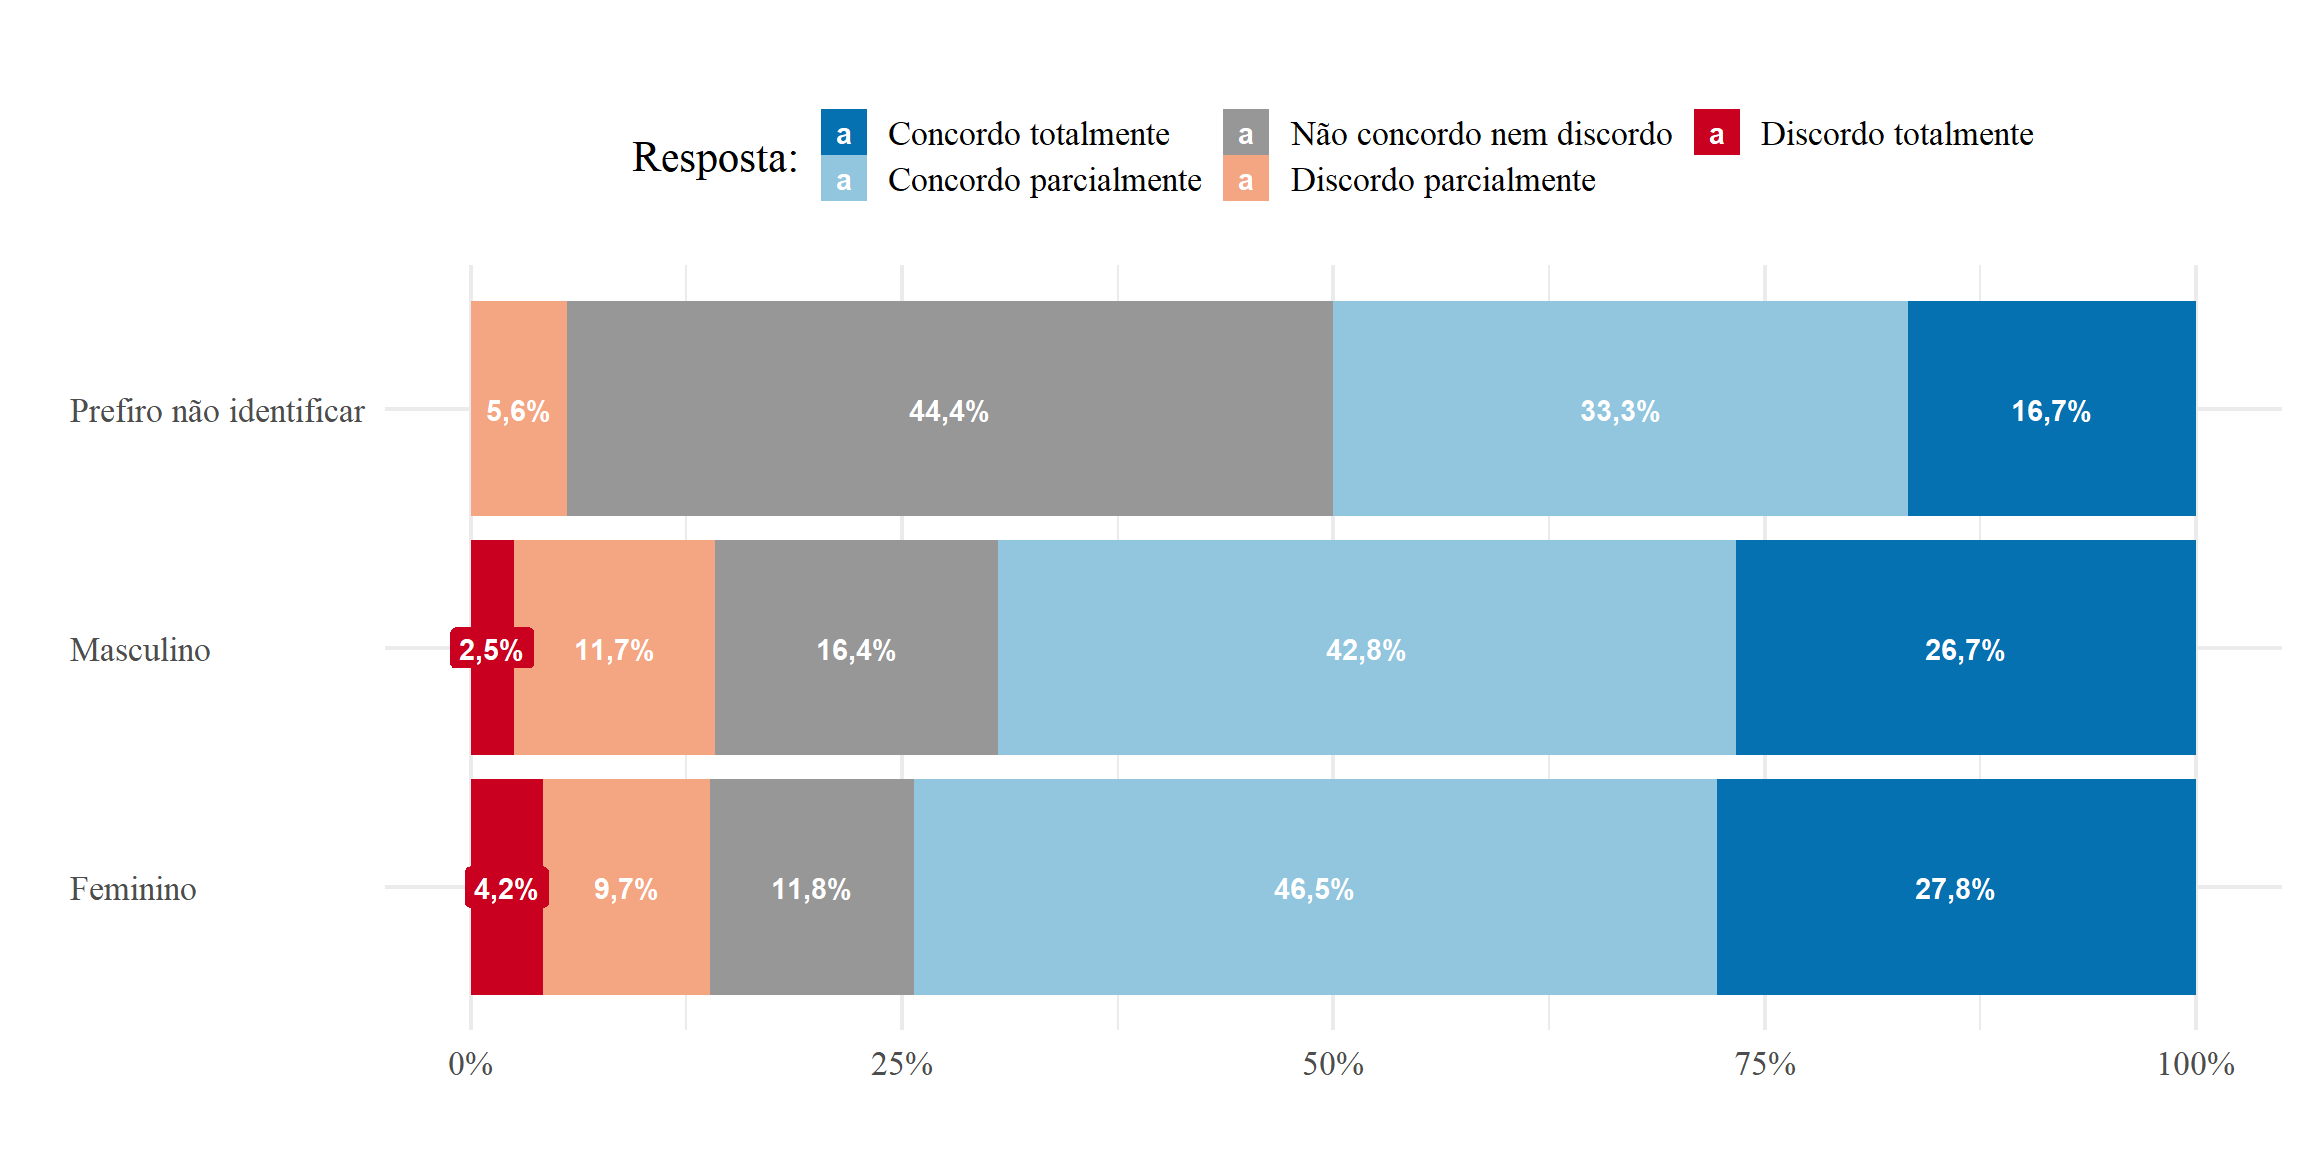 Resposta:
a Concordo totalmente
a Concordo parcialmente
a Não concordo nem discordo
a Discordo parcialmente
a Discordo totalmente
Prefiro não identificar
5,6% 44,4% 33,3% 16,7%
Masculino
2,5% 11,7% 16,4% 42,8% 26,7%
Feminino
4,2% 9,7% 11,8% 46,5% 27,8%
0% 25% 50% 75% 100%